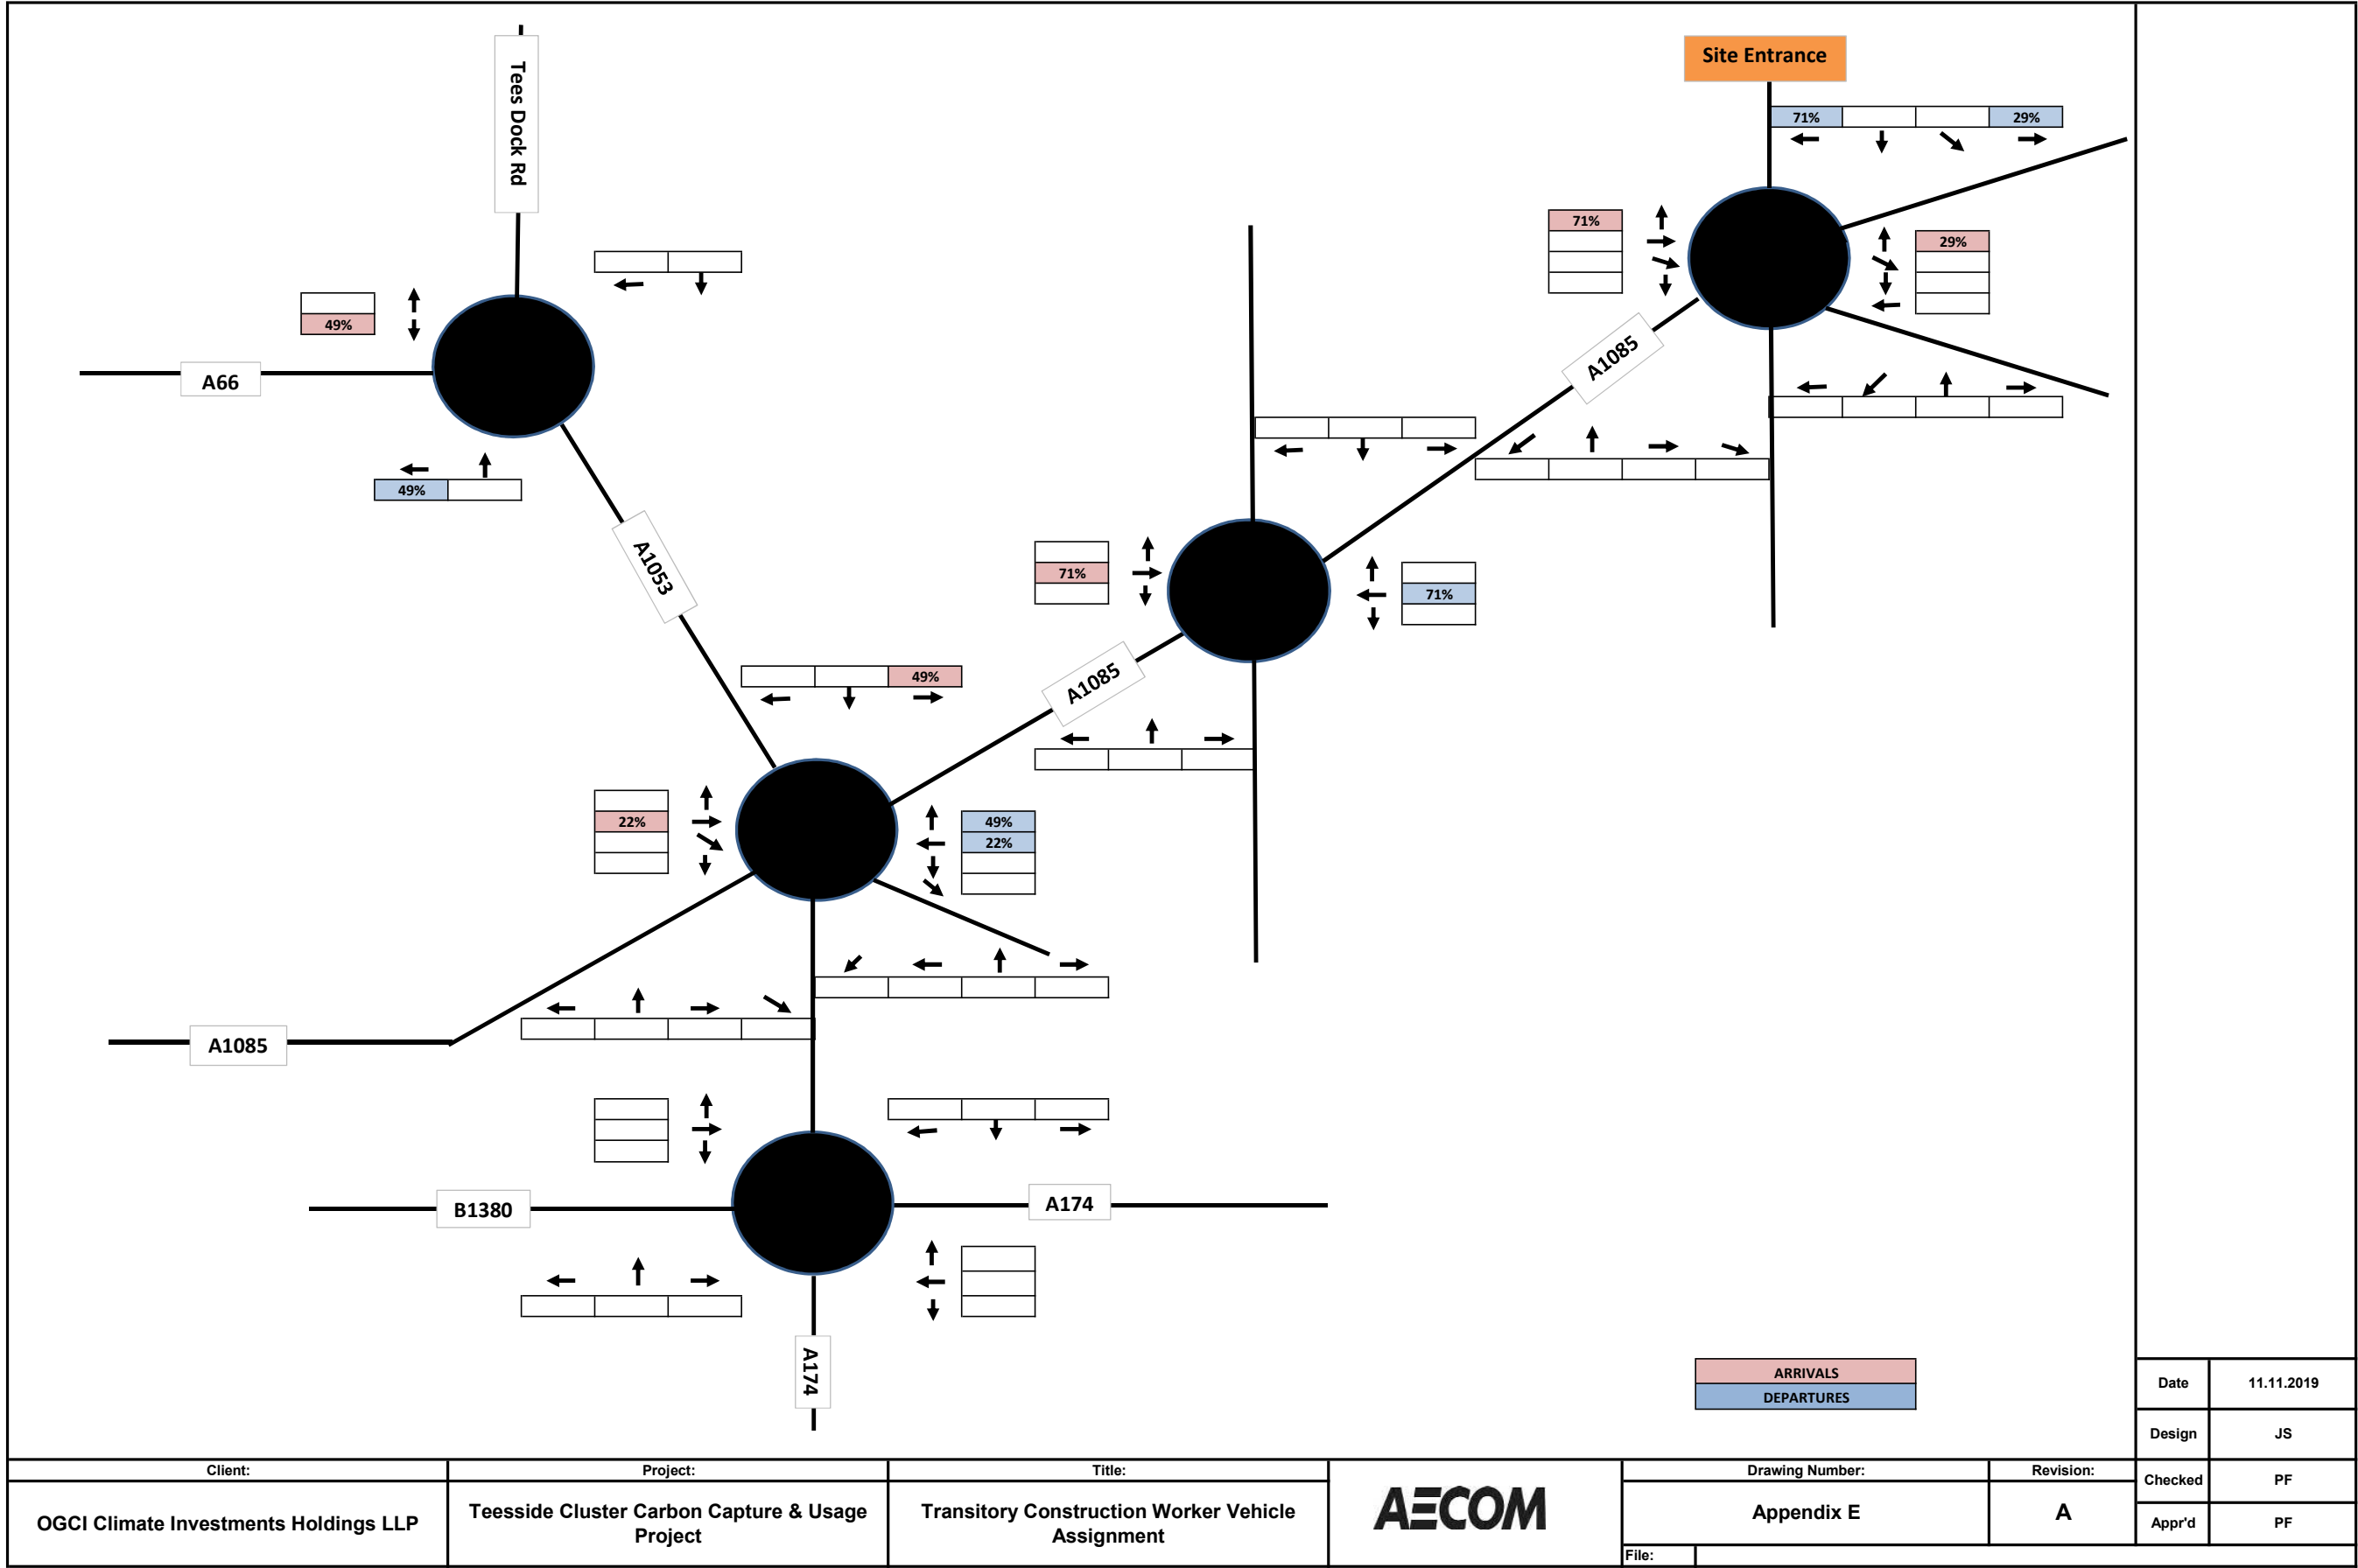 Site Entrance
Tees Dock Rd
71%
29%
71%
29%
49%
A66
A1085
49%
A1053
71%
71%
49%
A1085
22%
49%
22%
A1085
B1380
A174
A174
ARRIVALS
DEPARTURES
Date
11.11.2019
Design
JS
Checked
PF
Appr'd
PF
Client:
OGCI Climate Investments Holdings LLP
Project:
Teesside Cluster Carbon Capture & Usage
Project
Title:
Transitory Construction Worker Vehicle
Assignment
AECOM
Drawing Number:
Appendix E
Revision:
A
File: